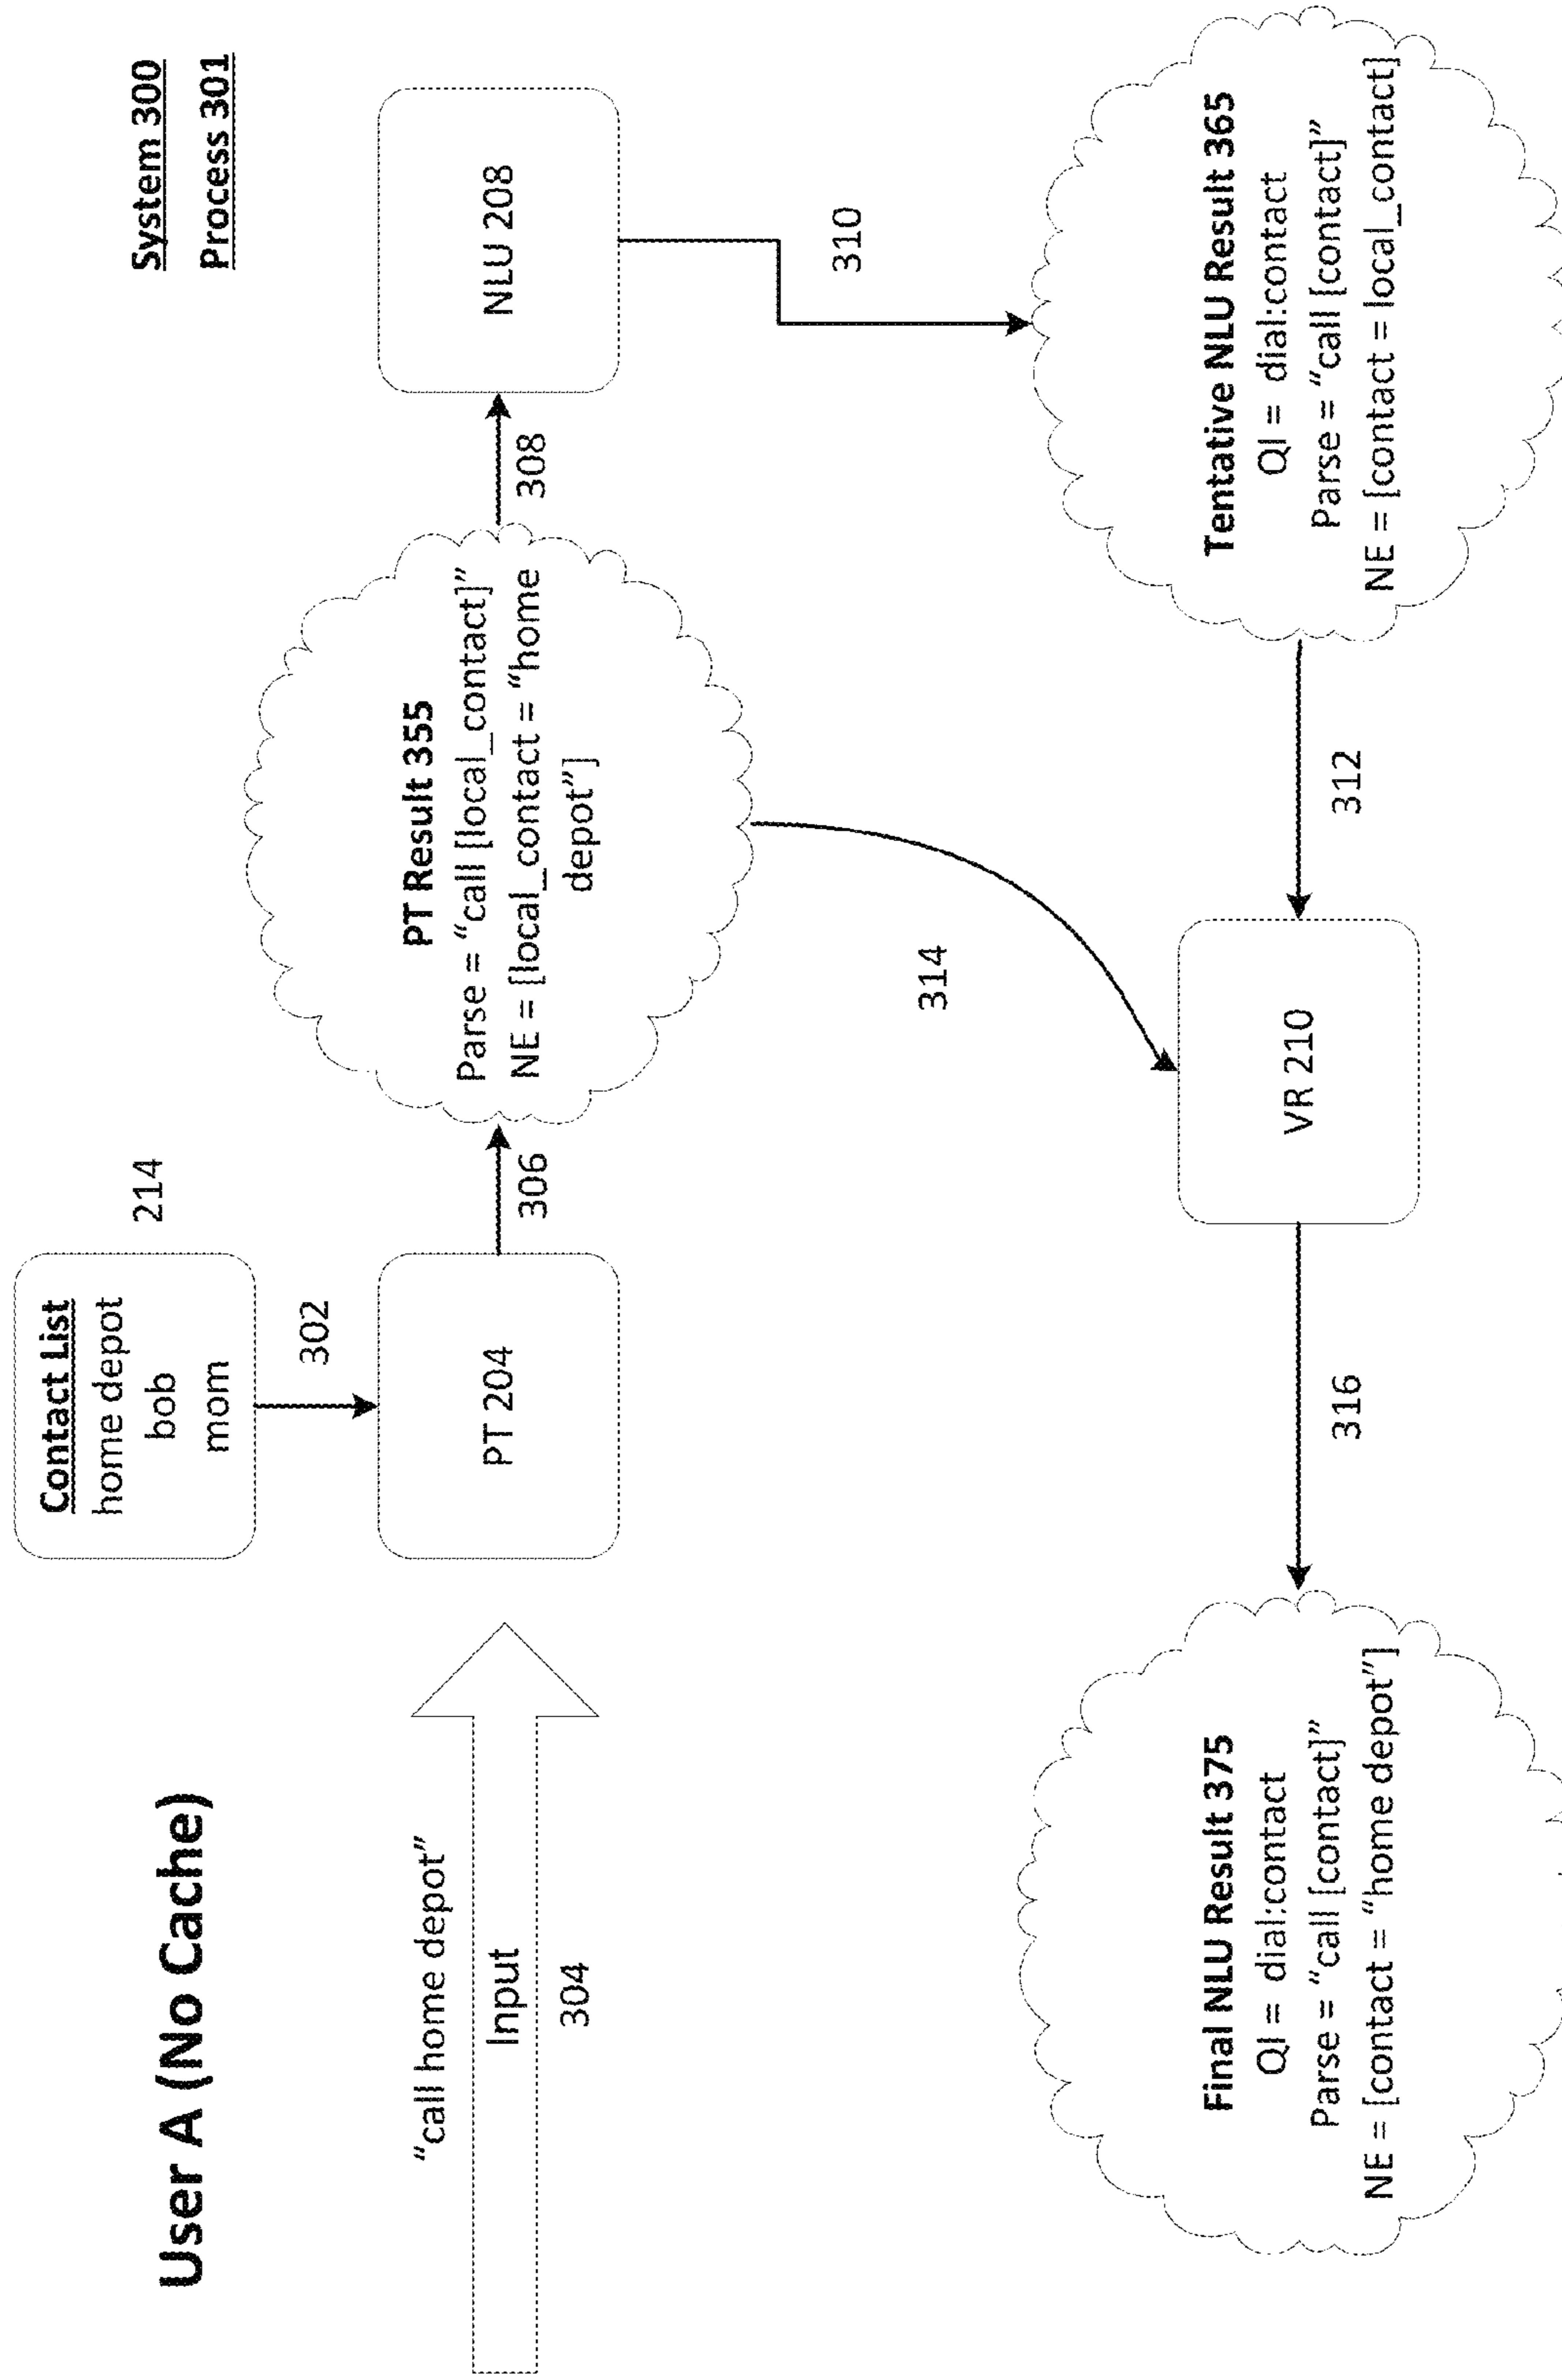 User A (No Cache)
System 300
Process 301
Contact List
home depot
bob
mom
214
302
"call home depot"
Input
304
PT 204
306
PT Result 355
Parse = "call [local_contact]"
NE = [local_contact = "home
depot"]
308
NLU 208
310
314
Final NLU Result 375
QI = dial:contact
Parse = "call [contact]"
NE = [contact = "home depot"]
316
VR 210
312
Tentative NLU Result 365
QI = dial:contact
Parse = "call [contact]"
NE = [contact = local_contact]